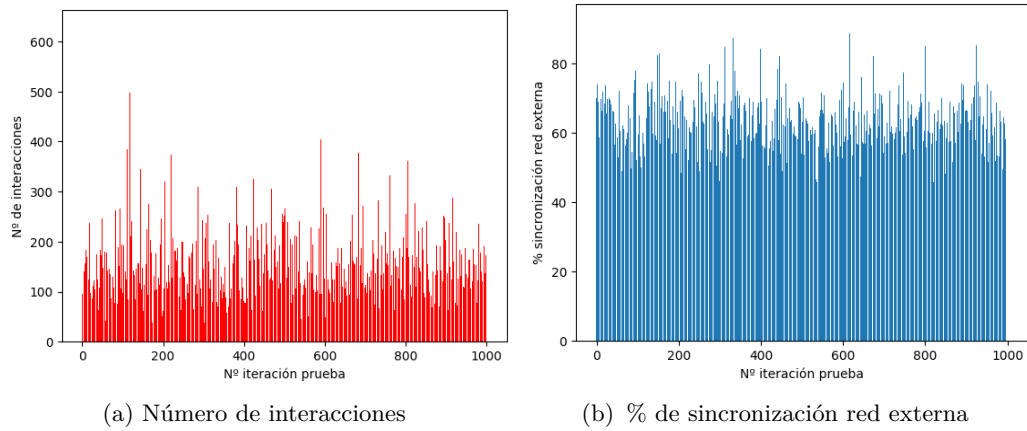 600
500
400
300
200
100
0
Nº de interacciones
0 200 400 600 800 1000
Nº iteración prueba
(a) Número de interacciones
80
60
40
20
0
% sincronización red externa
0 200 400 600 800 1000
Nº iteración prueba
(b) % de sincronización red externa